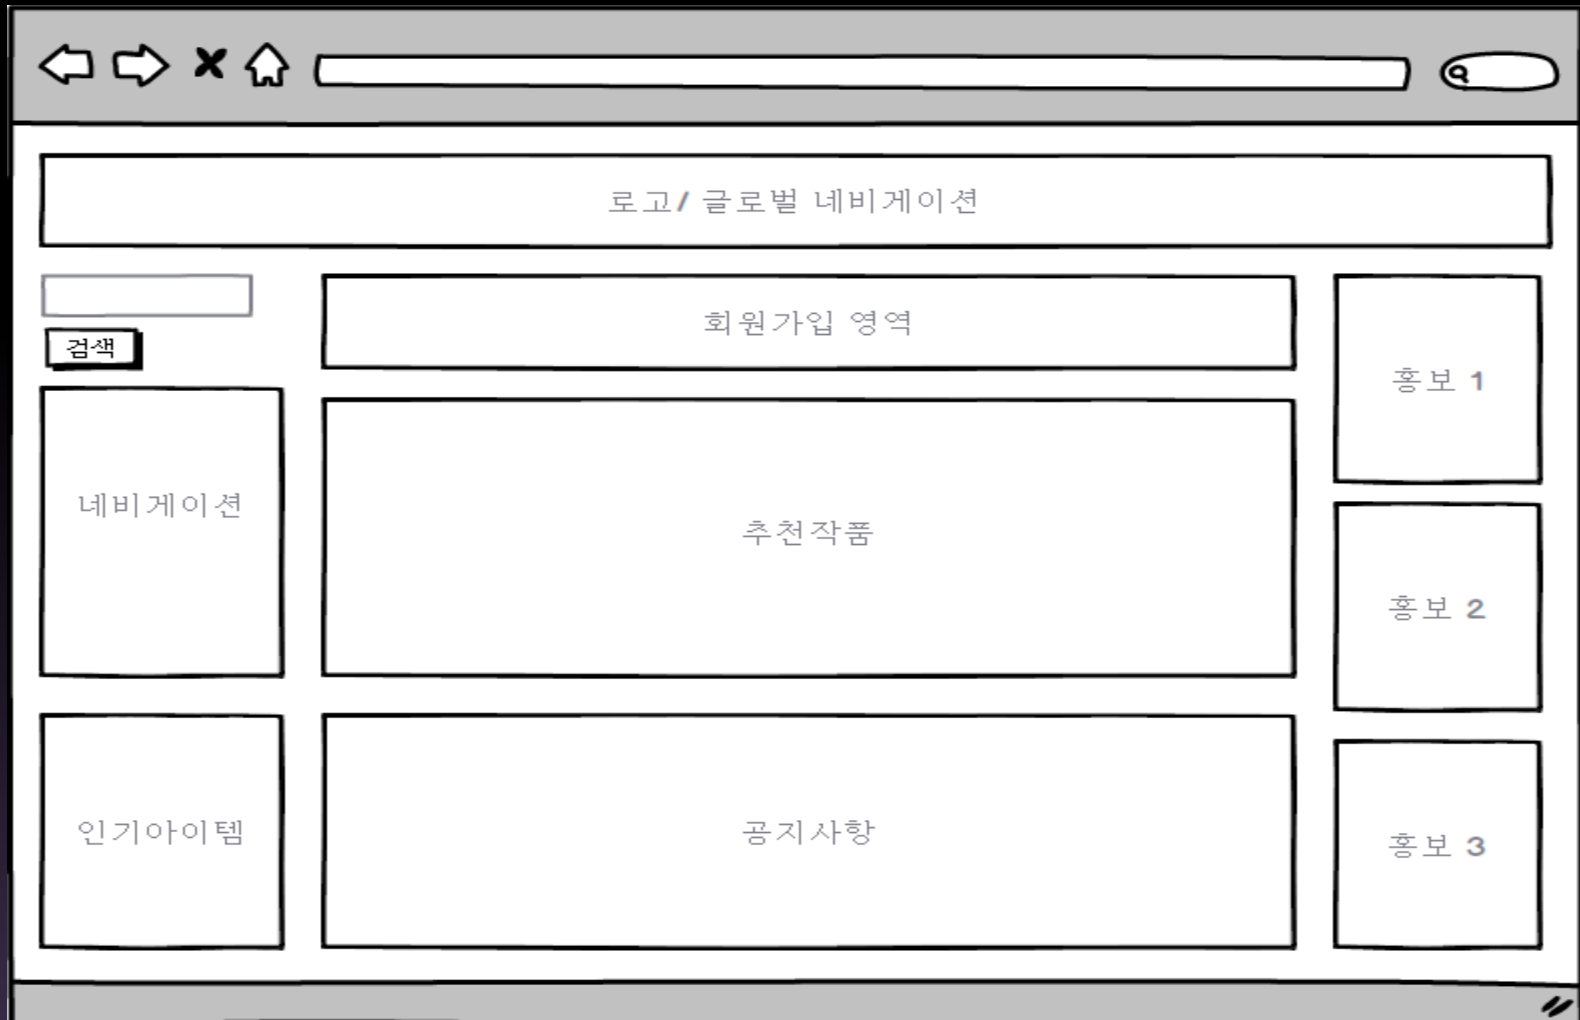 로고/ 글로벌 네비게이션
검색
네비게이션
인기아이템
회원가입 영역
추천작품
공지사항
홍보 1
홍보 2
홍보 3